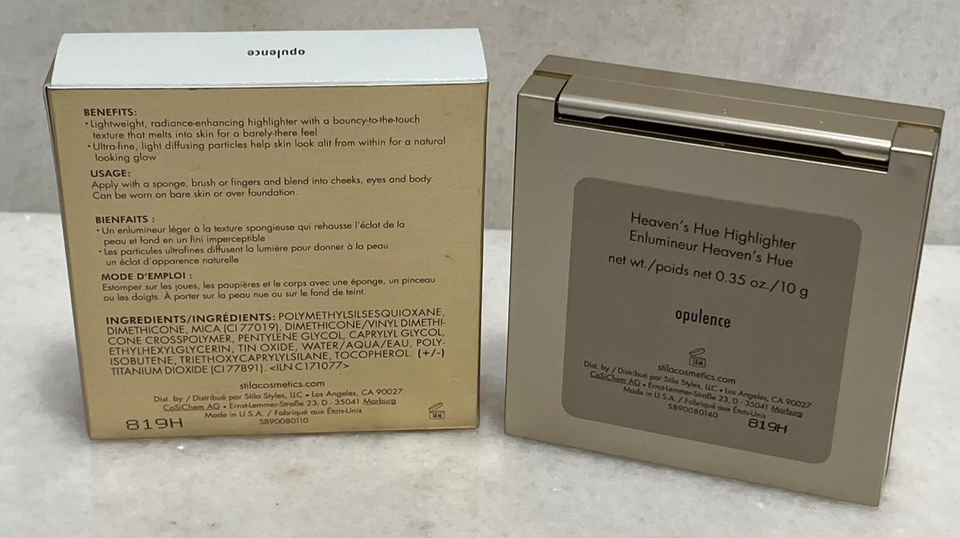 opulence
BENEFITS:
• Lightweight, radiance-enhancing highlighter with a bouncy-to-the-touch
texture that melts into skin for a barely-there feel
• Ultra-fine, light diffusing particles help skin look alit from within for a natural
looking glow
USAGE:
Apply with a sponge, brush or fingers and blend into cheeks, eyes and body.
Can be worn on bare skin or over foundation.
BIENFAITS :
• Un enlumineur léger à la texture spongieuse qui rehausse l'éclat de la
peau et fond en un fini imperceptible
• Les particules ultrafines diffusent la lumière pour donner à la peau
un éclat d'apparence naturelle
MODE D'EMPLOI :
Estomper sur les joues, les paupières et le corps avec une éponge, un pinceau
ou les doigts. À porter sur la peau nue ou sur le fond de teint.
INGREDIENTS/INGRÉDIENTS: POLYMETHYLSILSESQUIOXANE,
DIMETHICONE, MICA (CI 77019), DIMETHICONE/VINYL DIMETHI-
CONE CROSSPOLYMER, PENTYLENE GLYCOL, CAPRYLYL GLYCOL,
ETHYLHEXYLGLYCERIN, TIN OXIDE, WATER/AQUA/EAU, POLY-
ISOBUTENE, TRIETHOXYCAPRYLYLSILANE, TOCOPHEROL. (+/-)
TITANIUM DIOXIDE (CI 77891). <ILN C171077>
stilacosmetics.com
Dist. by / Distribué par Stila Styles, LLC • Los Angeles, CA 90027
CoSiChem AG • Ernst-Lemmer-Straße 23, D - 35041 Marburg
Made in U.S.A. / Fabriqué aux États-Unis
SB90080110
819H
18M
Heaven's Hue Highlighter
Enlumineur Heaven's Hue
net wt./poids net 0.35 oz./10 g
opulence
18M
stilacosmetics.com
Dist. by / Distribué par Stila Styles, LLC • Los Angeles, CA 90027
CoSiChem AG • Ernst-Lemmer-Straße 23, D - 35041 Marburg
Made in U.S.A. / Fabriqué aux États-Unis
SB90080140
819H